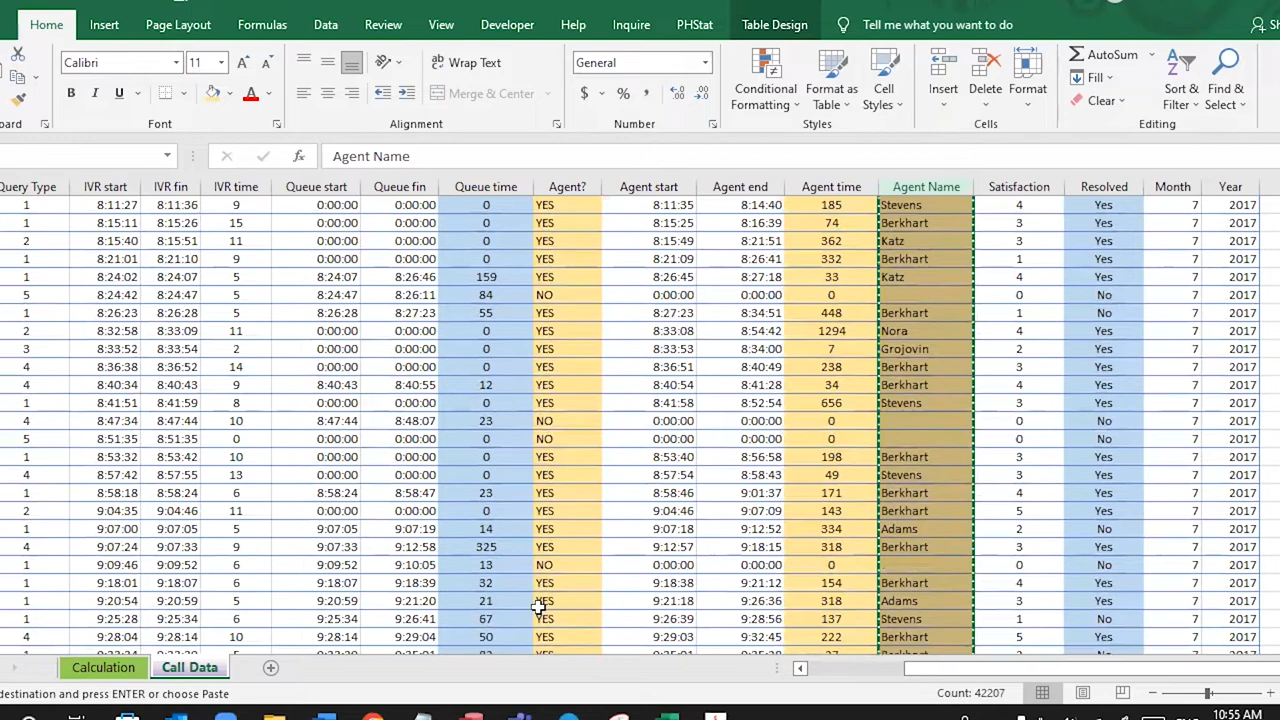 Home Insert Page Layout Formulas Data Review View Developer Help Inquire PHStat Table Design Tell me what you want to do
Calibri 11 Wrap Text General AutoSum
B I U Merge & Center $ % Conditional Formatting Format as Table Cell Styles Insert Delete Format Fill Clear Sort & Filter Find & Select
Font Alignment Number Styles Cells Editing
fx Agent Name
Query Type IVR start IVR fin IVR time Queue start Queue fin Queue time Agent? Agent start Agent end Agent time Agent Name Satisfaction Resolved Month Year
1 8:11:27 8:11:36 9 0:00:00 0:00:00 0 YES 8:11:35 8:14:40 185 Stevens 4 Yes 7 2017
1 8:15:11 8:15:26 15 0:00:00 0:00:00 0 YES 8:15:25 8:16:39 74 Berkhart 3 Yes 7 2017
2 8:15:40 8:15:51 11 0:00:00 0:00:00 0 YES 8:15:49 8:21:51 362 Katz 3 Yes 7 2017
1 8:21:01 8:21:10 9 0:00:00 0:00:00 0 YES 8:21:09 8:26:41 332 Berkhart 1 Yes 7 2017
1 8:24:02 8:24:07 5 8:24:07 8:26:46 159 YES 8:26:45 8:27:18 33 Katz 4 Yes 7 2017
5 8:24:42 8:24:47 5 8:24:47 8:26:11 84 NO 0:00:00 0:00:00 0 0 No 7 2017
1 8:26:23 8:26:28 5 8:26:28 8:27:23 55 YES 8:27:23 8:34:51 448 Berkhart 1 No 7 2017
2 8:32:58 8:33:09 11 0:00:00 0:00:00 0 YES 8:33:08 8:54:42 1294 Nora 4 Yes 7 2017
3 8:33:52 8:33:54 2 0:00:00 0:00:00 0 YES 8:33:53 8:34:00 7 Grojovin 2 Yes 7 2017
4 8:36:38 8:36:52 14 0:00:00 0:00:00 0 YES 8:36:51 8:40:49 238 Berkhart 3 Yes 7 2017
4 8:40:34 8:40:43 9 8:40:43 8:40:55 12 YES 8:40:54 8:41:28 34 Berkhart 4 Yes 7 2017
1 8:41:51 8:41:59 8 0:00:00 0:00:00 0 YES 8:41:58 8:52:54 656 Stevens 3 Yes 7 2017
4 8:47:34 8:47:44 10 8:47:44 8:48:07 23 NO 0:00:00 0:00:00 0 0 No 7 2017
5 8:51:35 8:51:35 0 0:00:00 0:00:00 0 NO 0:00:00 0:00:00 0 0 No 7 2017
1 8:53:32 8:53:42 10 0:00:00 0:00:00 0 YES 8:53:40 8:56:58 198 Berkhart 3 Yes 7 2017
4 8:57:42 8:57:55 13 0:00:00 0:00:00 0 YES 8:57:54 8:58:43 49 Stevens 3 Yes 7 2017
1 8:58:18 8:58:24 6 8:58:24 8:58:47 23 YES 8:58:46 9:01:37 171 Berkhart 4 Yes 7 2017
2 9:04:35 9:04:46 11 0:00:00 0:00:00 0 YES 9:04:46 9:07:09 143 Berkhart 5 Yes 7 2017
1 9:07:00 9:07:05 5 9:07:05 9:07:19 14 YES 9:07:18 9:12:52 334 Adams 2 No 7 2017
4 9:07:24 9:07:33 9 9:07:33 9:12:58 325 YES 9:12:57 9:18:15 318 Berkhart 3 Yes 7 2017
1 9:09:46 9:09:52 6 9:09:52 9:10:05 13 NO 0:00:00 0:00:00 0 0 No 7 2017
1 9:18:01 9:18:07 6 9:18:07 9:18:39 32 YES 9:18:38 9:21:12 154 Berkhart 4 Yes 7 2017
1 9:20:54 9:20:59 5 9:20:59 9:21:20 21 YES 9:21:18 9:26:36 318 Adams 3 Yes 7 2017
1 9:25:28 9:25:34 6 9:25:34 9:26:41 67 YES 9:26:39 9:28:56 137 Stevens 1 No 7 2017
4 9:28:04 9:28:14 10 9:28:14 9:29:04 50 YES 9:29:03 9:32:45 222 Berkhart 5 Yes 7 2017
Calculation Call Data
destination and press ENTER or choose Paste Count: 42207
10:55 AM